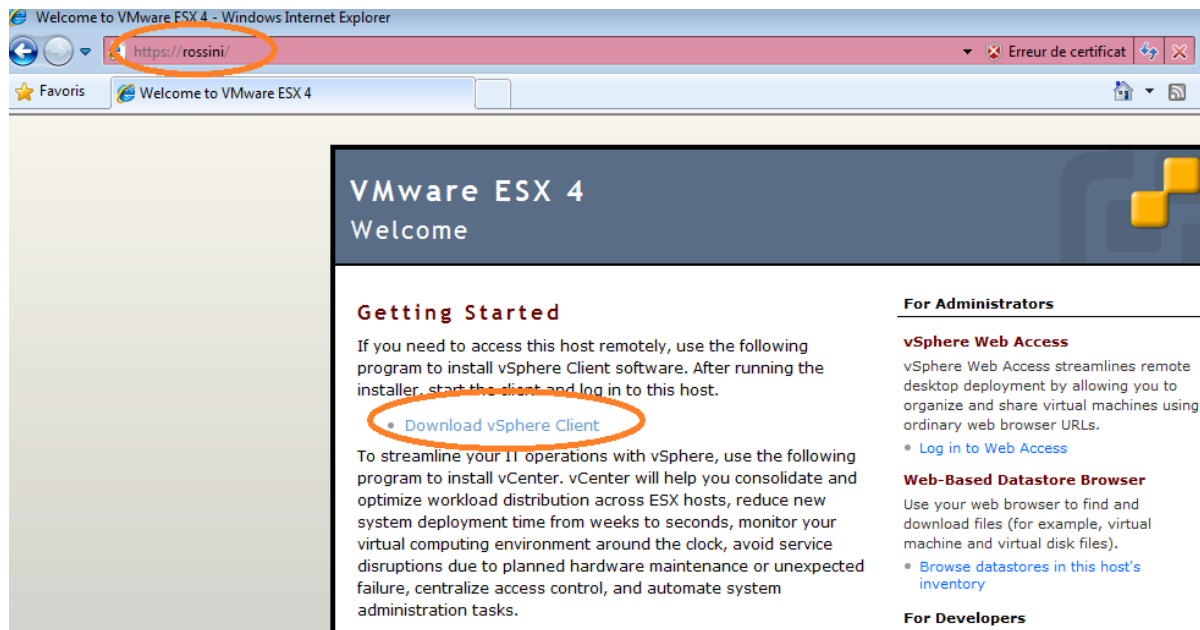 Welcome to VMware ESX 4 - Windows Internet Explorer
https://rossini/
Erreur de certificat
Favoris
Welcome to VMware ESX 4
VMware ESX 4
Welcome
Getting Started
If you need to access this host remotely, use the following
program to install vSphere Client software. After running the
installer, start the client and log in to this host.
Download vSphere Client
To streamline your IT operations with vSphere, use the following
program to install vCenter. vCenter will help you consolidate and
optimize workload distribution across ESX hosts, reduce new
system deployment time from weeks to seconds, monitor your
virtual computing environment around the clock, avoid service
disruptions due to planned hardware maintenance or unexpected
failure, centralize access control, and automate system
administration tasks.
For Administrators
vSphere Web Access
vSphere Web Access streamlines remote
desktop deployment by allowing you to
organize and share virtual machines using
ordinary web browser URLs.
Log in to Web Access
Web-Based Datastore Browser
Use your web browser to find and
download files (for example, virtual
machine and virtual disk files).
Browse datastores in this host's
inventory
For Developers